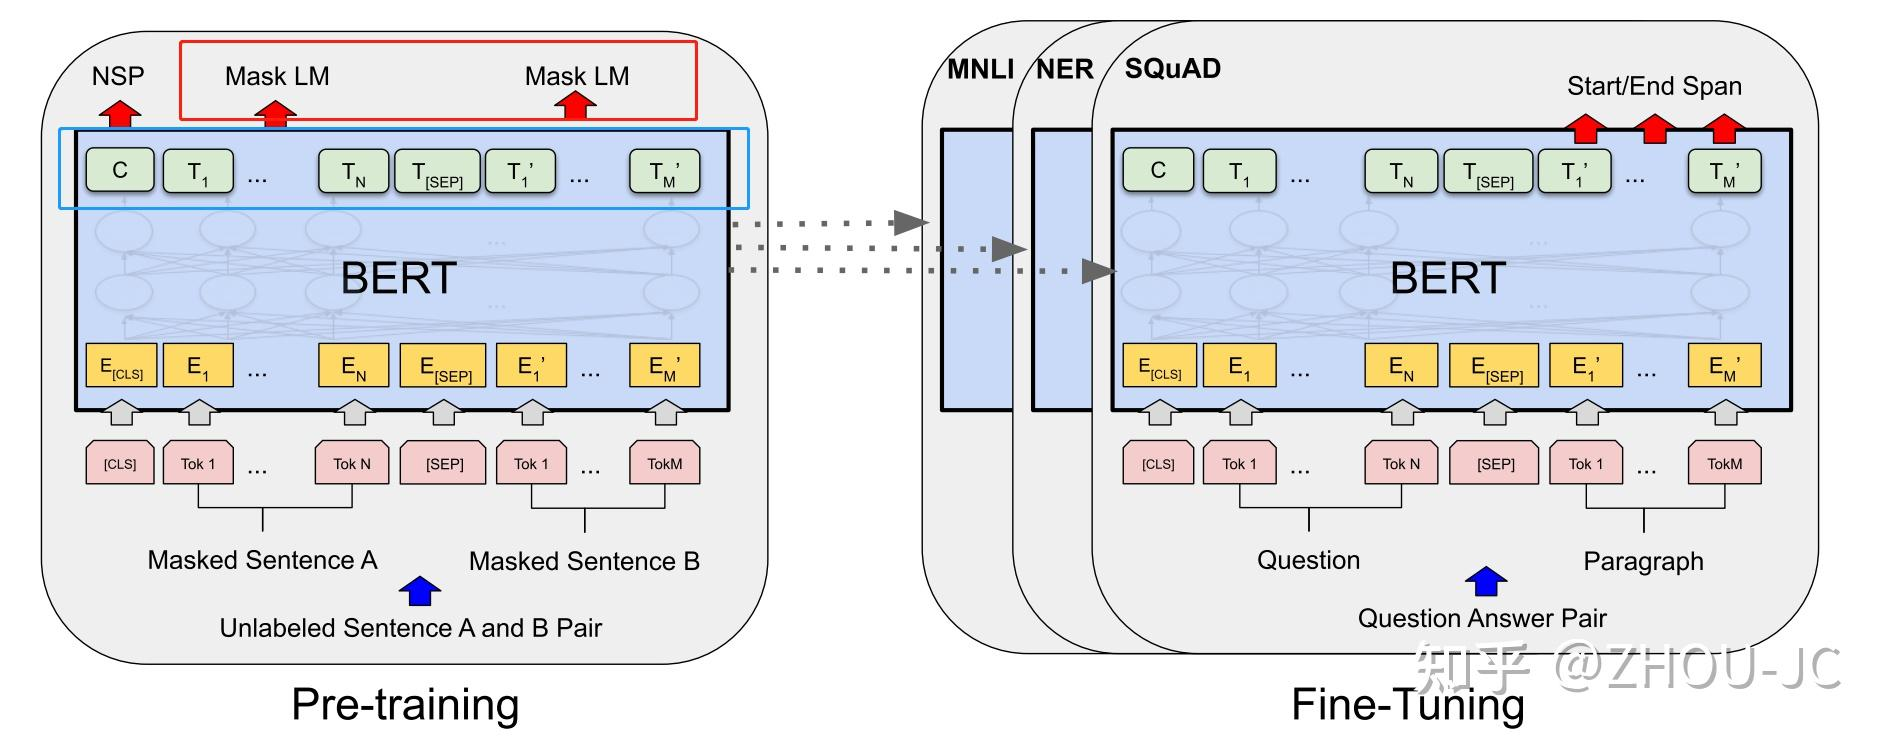 NSP Mask LM Mask LM
C T1 ... TN T[SEP] T1' ... TM'
BERT
E[CLS] E1 ... EN E[SEP] E1' ... EM'
[CLS] Tok 1 ... Tok N [SEP] Tok 1 ... TokM
Masked Sentence A Masked Sentence B
Unlabeled Sentence A and B Pair
Pre-training
MNLI NER SQuAD
Start/End Span
C T1 ... TN T[SEP] T1' ... TM'
BERT
E[CLS] E1 ... EN E[SEP] E1' ... EM'
[CLS] Tok 1 ... Tok N [SEP] Tok 1 ... TokM
Question Paragraph
Question Answer Pair
知乎 @ZHOU-JC
Fine-Tuning